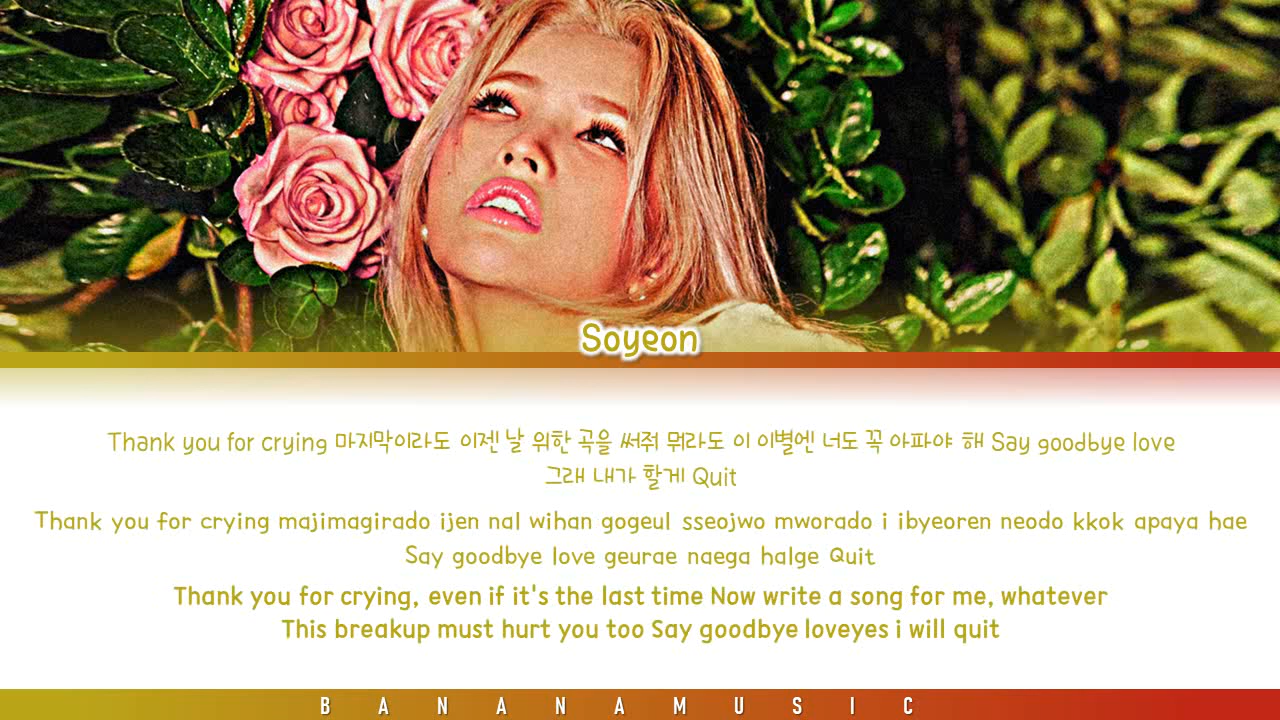 Soyeon
Thank you for crying 마지막이라도 이젠 날 위한 곡을 써줘 뭐라도 이 이별엔 너도 꼭 아파야 해 Say goodbye love
그래 내가 할게 Quit
Thank you for crying majimagirado ijen nal wihan gogeul sseojwo mworado i ibyeoren neodo kkok apaya hae
Say goodbye love geurae naega halge Quit
Thank you for crying, even if it's the last time Now write a song for me, whatever
This breakup must hurt you too Say goodbye loveyes i will quit
BANANAMUSIC